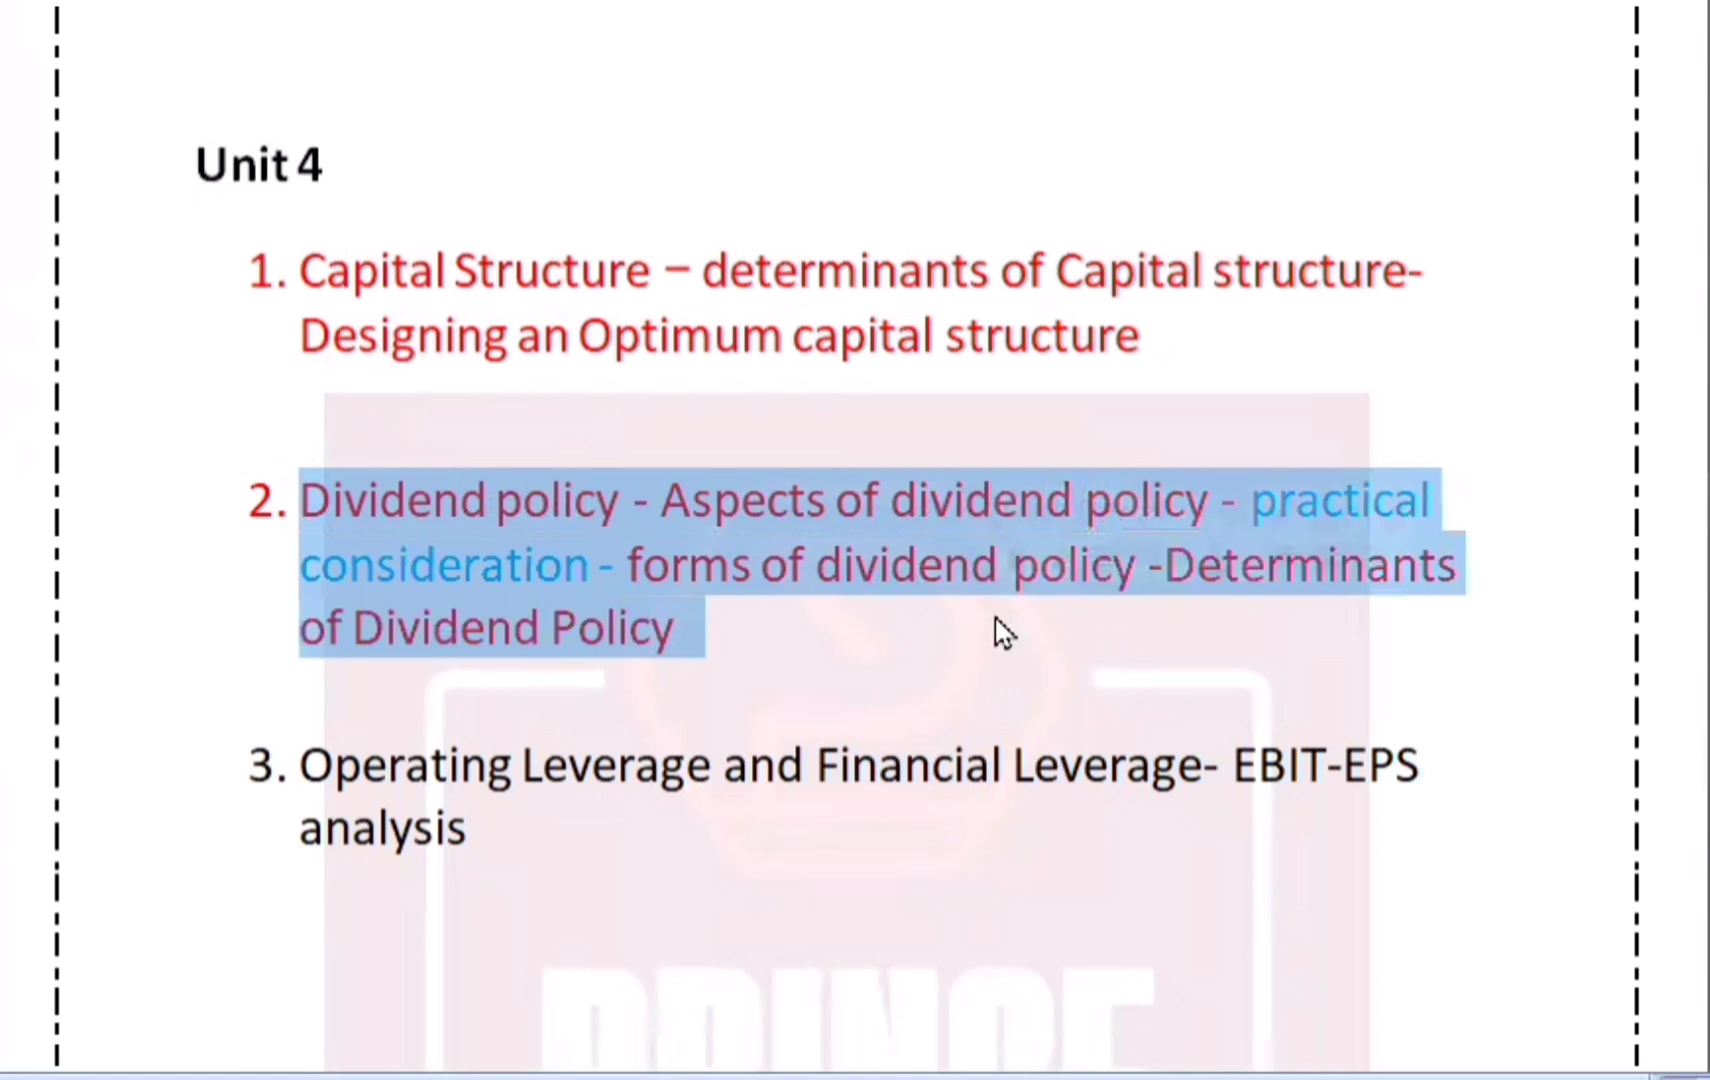 Unit 4
1. Capital Structure – determinants of Capital structure-
Designing an Optimum capital structure
2. Dividend policy - Aspects of dividend policy - practical
consideration - forms of dividend policy -Determinants
of Dividend Policy
3. Operating Leverage and Financial Leverage- EBIT-EPS
analysis
PRINCE